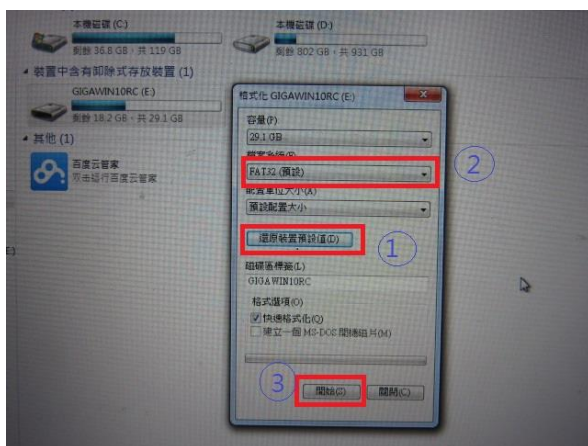 本機磁碟 (C:)
剩餘 36.8 GB，共 119 GB
本機磁碟 (D:)
剩餘 802 GB，共 931 GB
裝置中含有卸除式存放裝置 (1)
GIGAWIN10RC (E:)
剩餘 18.2 GB，共 29.1 GB
其他 (1)
百度云管家
双击运行百度云管家
格式化 GIGAWIN10RC (E:)
容量(P)
29.1 GB
檔案系統(F)
FAT32 (預設)
②
配置單位大小(A)
預設配置大小
還原裝置預設值(D)
①
磁碟區標籤(L)
GIGAWIN10RC
格式選項(O)
快速格式化(Q)
建立一個 MS-DOS 開機磁片(M)
③
開始(S)
關閉(C)